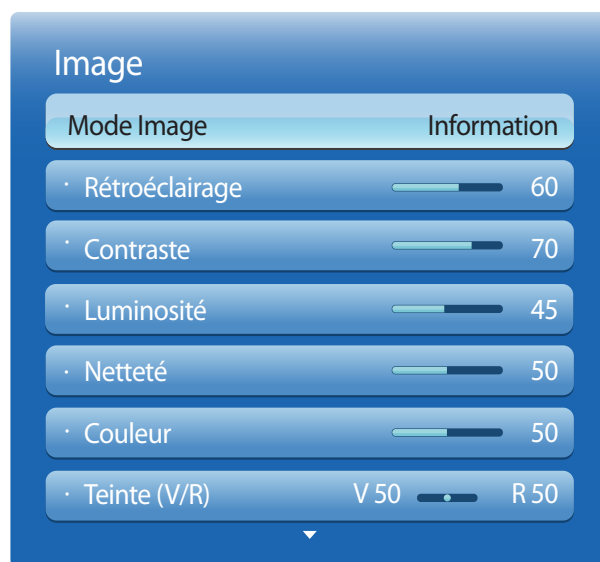 Image
Mode Image Information
· Rétroéclairage 60
· Contraste 70
· Luminosité 45
· Netteté 50
· Couleur 50
· Teinte (V/R) V 50 R 50